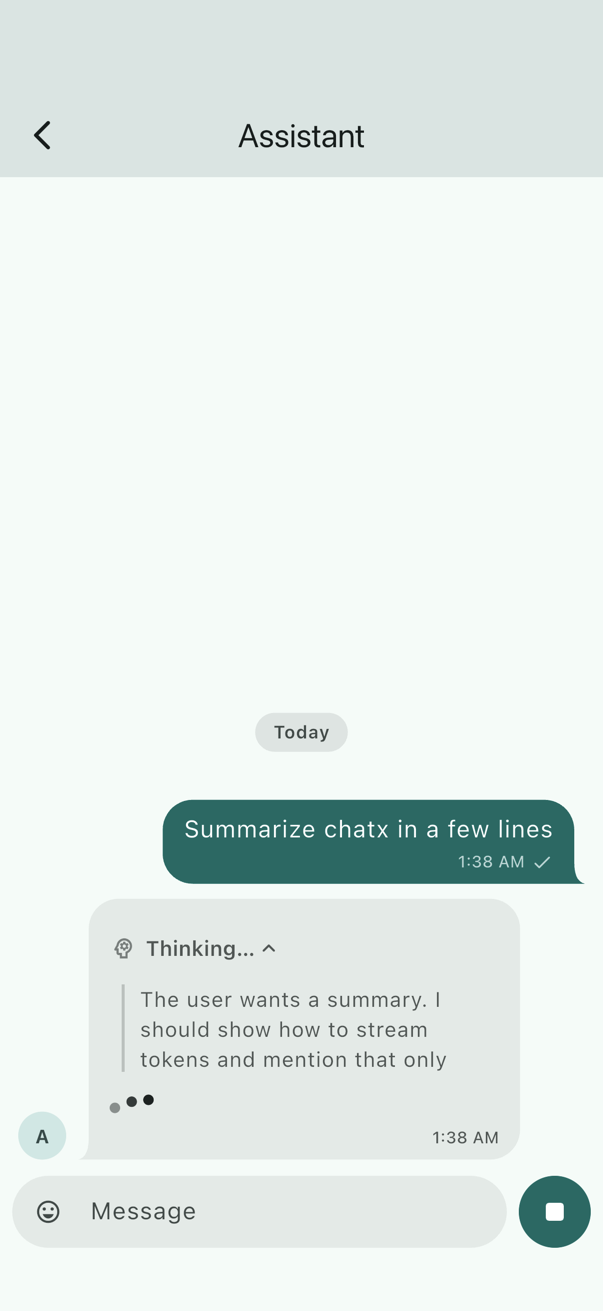 Assistant
Today
Summarize chatx in a few lines
1:38 AM
Thinking...
The user wants a summary. I
should show how to stream
tokens and mention that only
1:38 AM
A
Message